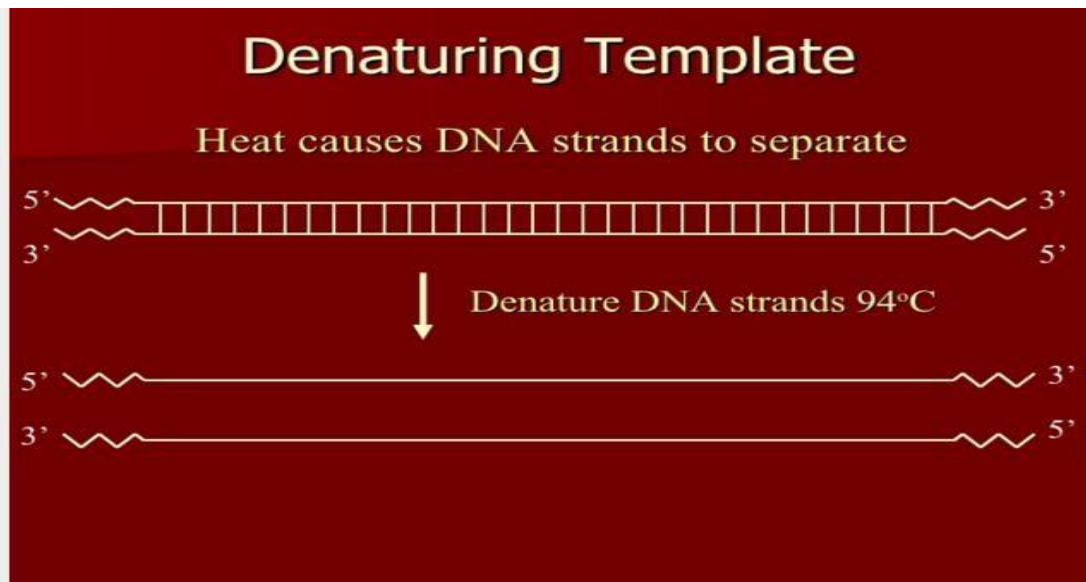 Denaturing Template
Heat causes DNA strands to separate
5’ 3’
3’ 5’
Denature DNA strands 94°C
5’ 3’
3’ 5’